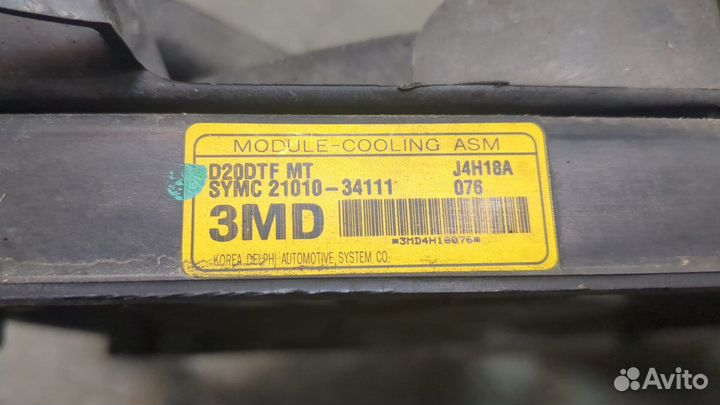 MODULE-COOLING ASM
D20DTF MT J4H18A
SYMC 21010-34111 076
3MD
*3MD4H18076*
KOREA DELPHI AUTOMOTIVE SYSTEM CO.
Avito